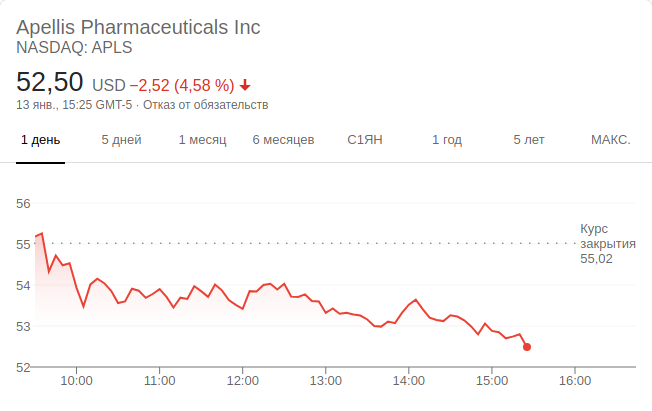 Apellis Pharmaceuticals Inc
NASDAQ: APLS
52,50 USD −2,52 (4,58 %)
13 янв., 15:25 GMT-5 · Отказ от обязательств
1 день 5 дней 1 месяц 6 месяцев С1ЯН 1 год 5 лет МАКС.
56
55
54
53
52
Курс
закрытия
55,02
10:00 11:00 12:00 13:00 14:00 15:00 16:00